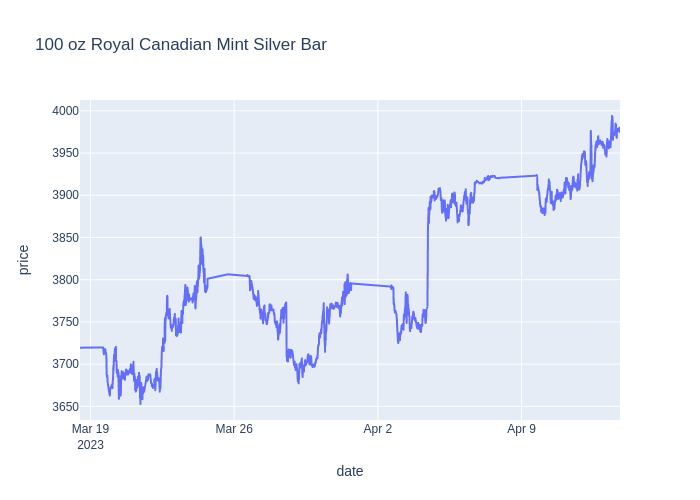 100 oz Royal Canadian Mint Silver Bar
price
4000
3950
3900
3850
3800
3750
3700
3650
Mar 19
2023
Mar 26
Apr 2
Apr 9
date